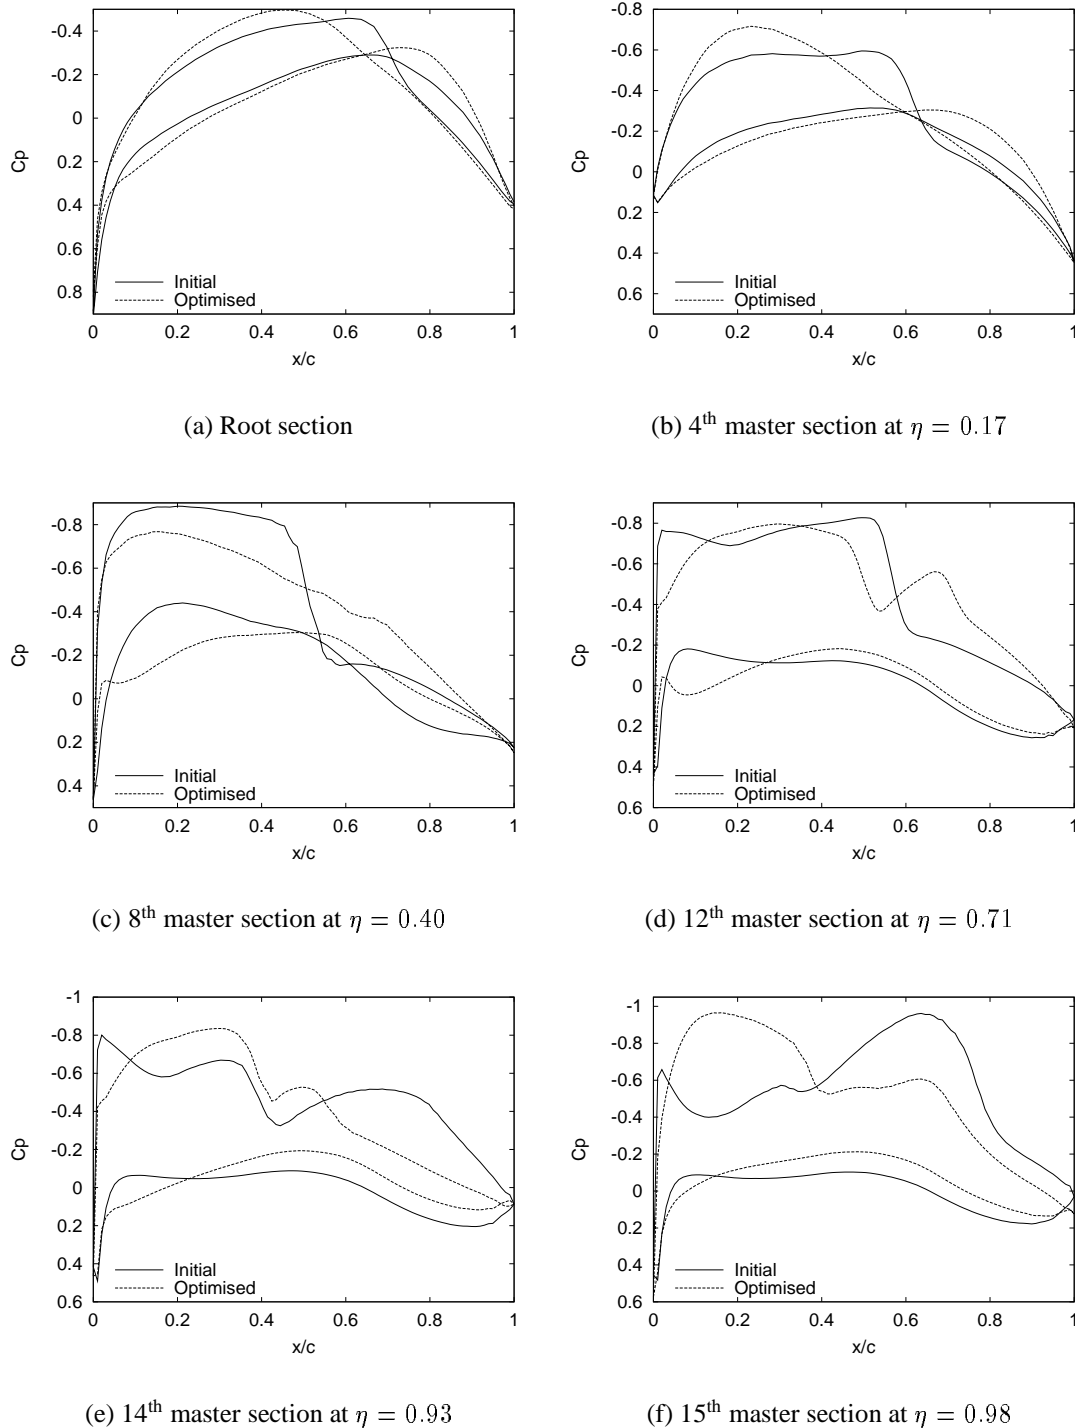 -0.4
-0.2
0
0.2
0.4
0.6
0.8
Cp
0 0.2 0.4 0.6 0.8 1
x/c
Initial
Optimised
(a) Root section
-0.8
-0.6
-0.4
-0.2
0
0.2
0.4
0.6
Cp
0 0.2 0.4 0.6 0.8 1
x/c
Initial
Optimised
(b) 4th master section at η = 0.17
-0.8
-0.6
-0.4
-0.2
0
0.2
0.4
Cp
0 0.2 0.4 0.6 0.8 1
x/c
Initial
Optimised
(c) 8th master section at η = 0.40
-0.8
-0.6
-0.4
-0.2
0
0.2
0.4
0.6
Cp
0 0.2 0.4 0.6 0.8 1
x/c
Initial
Optimised
(d) 12th master section at η = 0.71
-1
-0.8
-0.6
-0.4
-0.2
0
0.2
0.4
0.6
Cp
0 0.2 0.4 0.6 0.8 1
x/c
Initial
Optimised
(e) 14th master section at η = 0.93
-1
-0.8
-0.6
-0.4
-0.2
0
0.2
0.4
0.6
Cp
0 0.2 0.4 0.6 0.8 1
x/c
Initial
Optimised
(f) 15th master section at η = 0.98